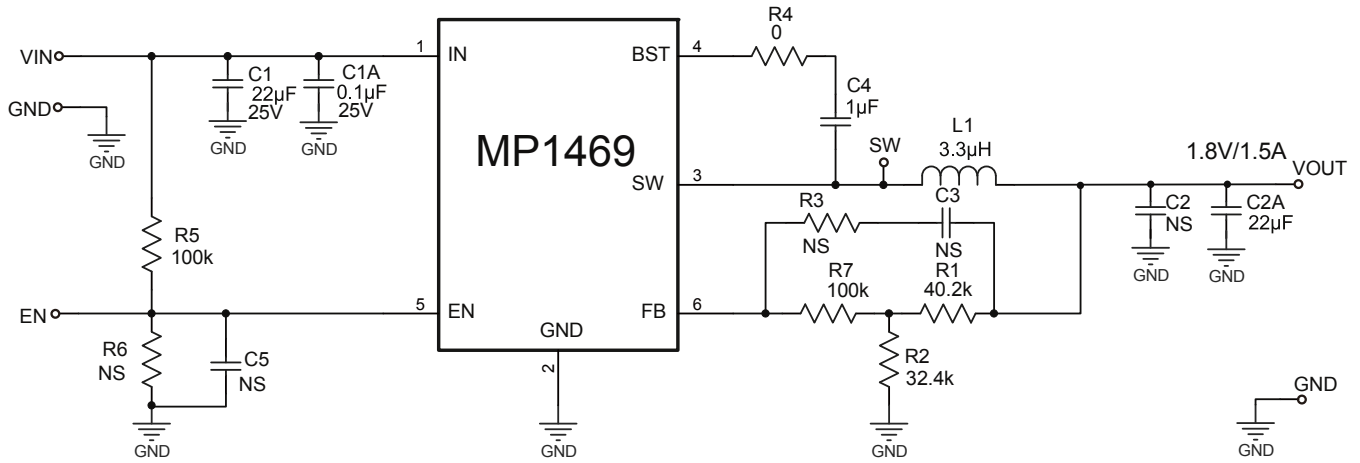 VIN
GND
GND
C1
22µF
25V
GND
C1A
0.1µF
25V
GND
1
IN
MP1469
BST
4
R4
0
C4
1µF
SW
3
SW
L1
3.3µH
1.8V/1.5A
VOUT
C2
NS
GND
C2A
22µF
GND
R3
NS
C3
NS
R7
100k
R1
40.2k
FB
6
R2
32.4k
GND
R5
100k
EN
5
EN
R6
NS
C5
NS
GND
GND
2
GND
GND
GND